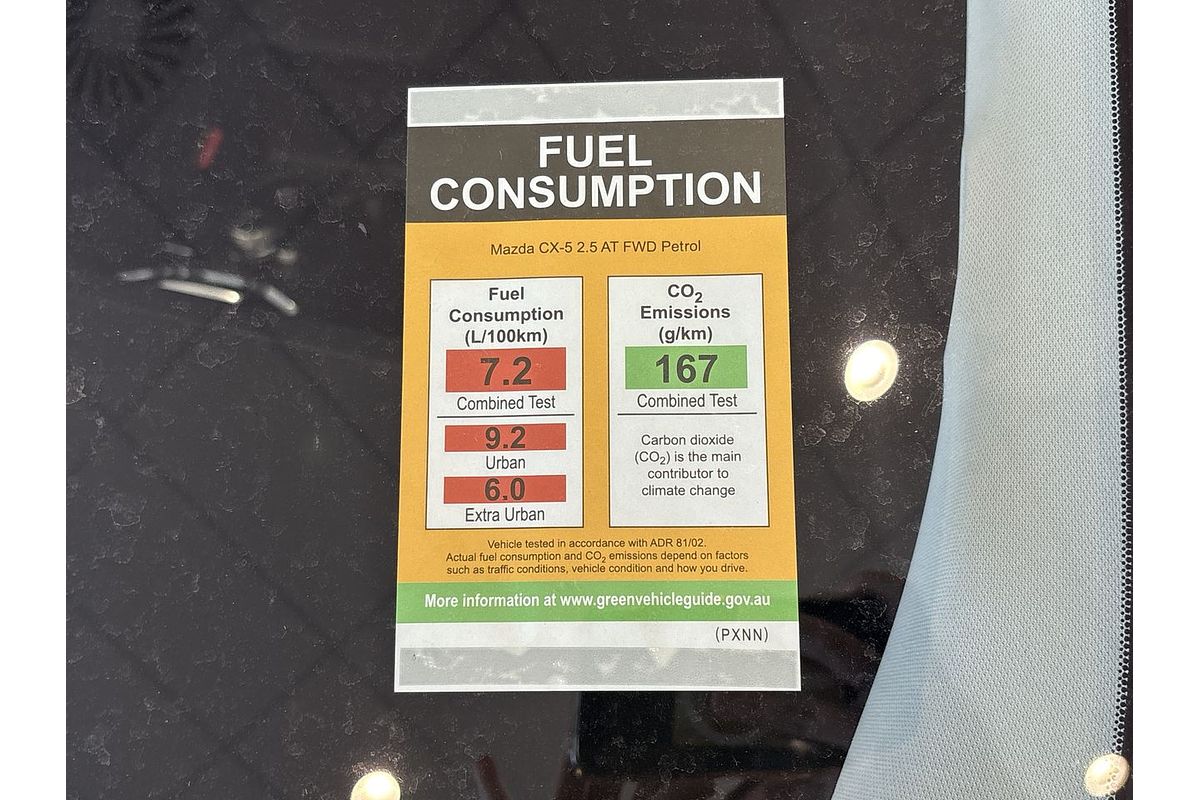 FUEL
CONSUMPTION
Mazda CX-5 2.5 AT FWD Petrol
Fuel
Consumption
(L/100km)
7.2
Combined Test
9.2
Urban
6.0
Extra Urban
CO₂
Emissions
(g/km)
167
Combined Test
Carbon dioxide
(CO₂) is the main
contributor to
climate change
Vehicle tested in accordance with ADR 81/02.
Actual fuel consumption and CO₂ emissions depend on factors
such as traffic conditions, vehicle condition and how you drive.
More information at www.greenvehicleguide.gov.au
(PXNN)